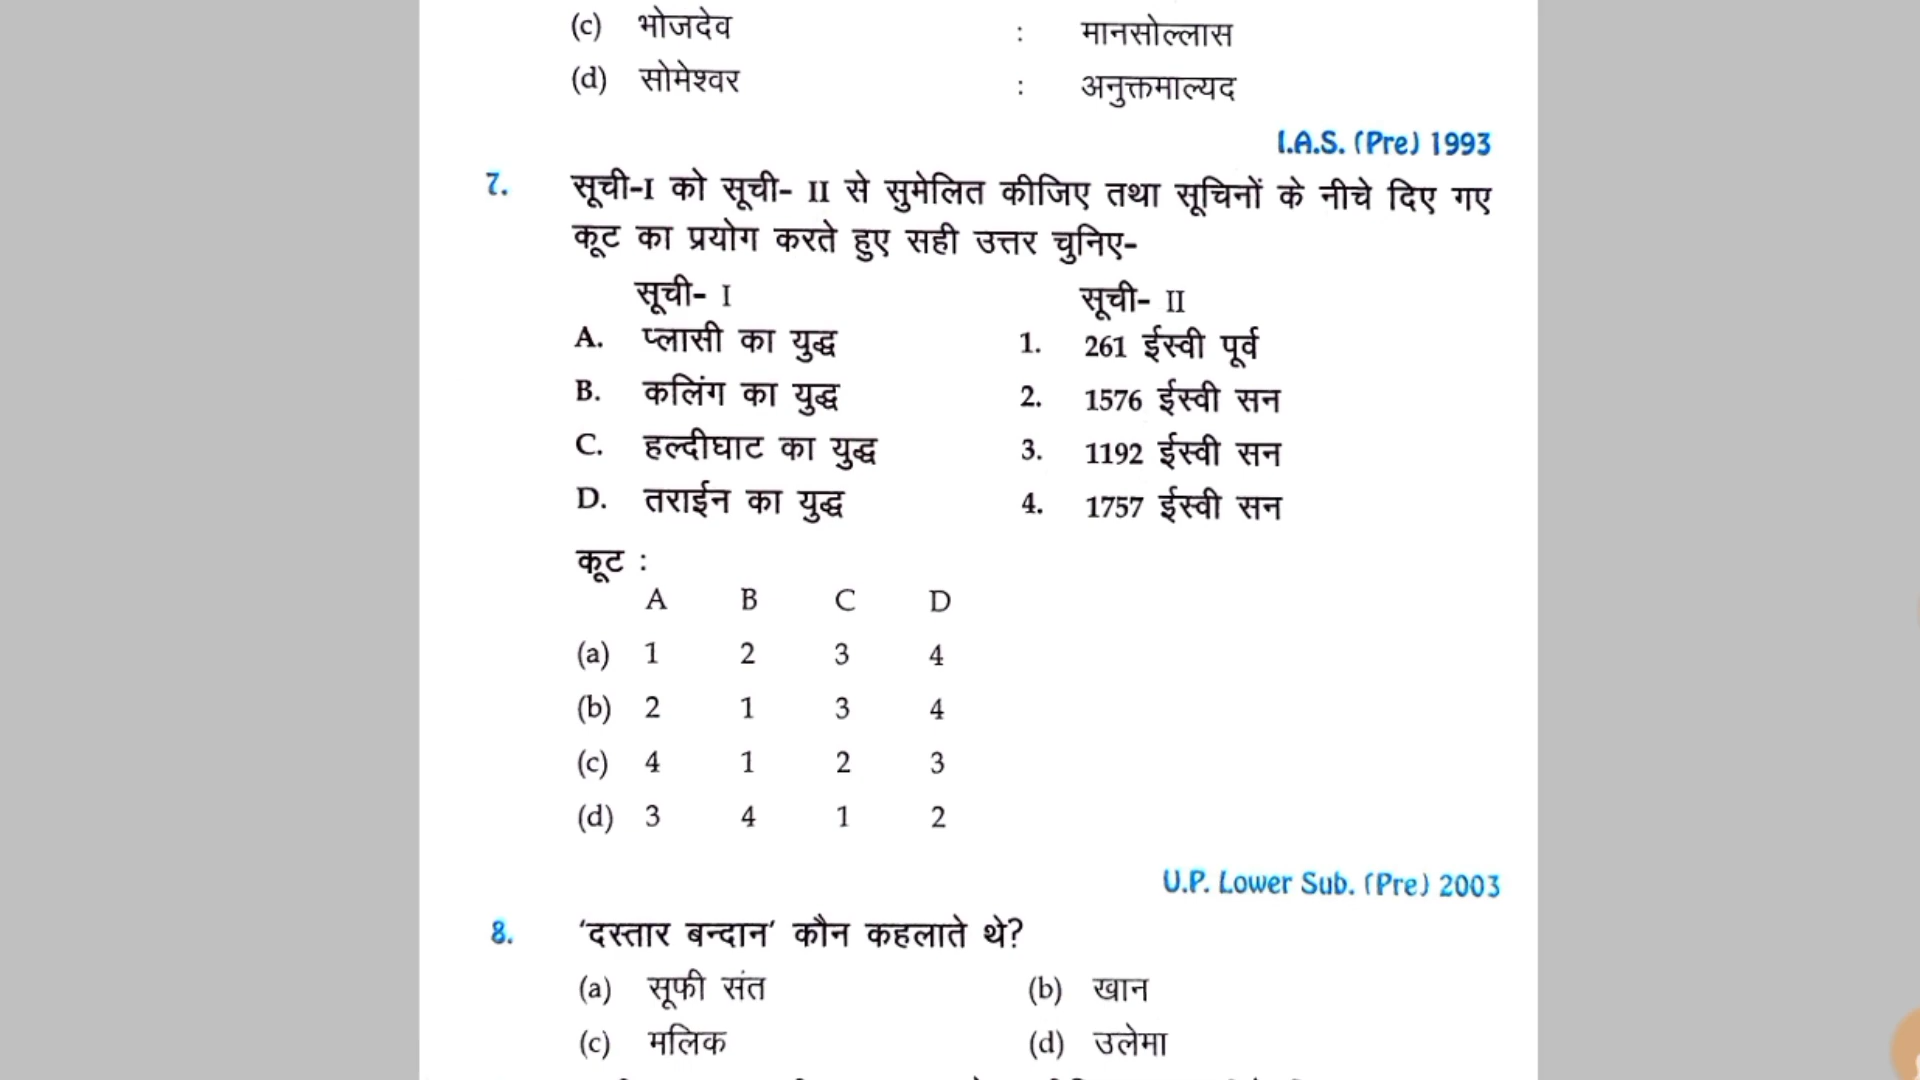 (c) भोजदेव : मानसोल्लास
(d) सोमेश्वर : अनुक्तमाल्यद
I.A.S. (Pre) 1993
7. सूची-I को सूची- II से सुमेलित कीजिए तथा सूचिनों के नीचे दिए गए
कूट का प्रयोग करते हुए सही उत्तर चुनिए-
सूची- I सूची- II
A. प्लासी का युद्ध 1. 261 ईस्वी पूर्व
B. कलिंग का युद्ध 2. 1576 ईस्वी सन
C. हल्दीघाट का युद्ध 3. 1192 ईस्वी सन
D. तराईन का युद्ध 4. 1757 ईस्वी सन
कूट :
A B C D
(a) 1 2 3 4
(b) 2 1 3 4
(c) 4 1 2 3
(d) 3 4 1 2
U.P. Lower Sub. (Pre) 2003
8. 'दस्तार बन्दान' कौन कहलाते थे?
(a) सूफी संत (b) खान
(c) मलिक (d) उलेमा